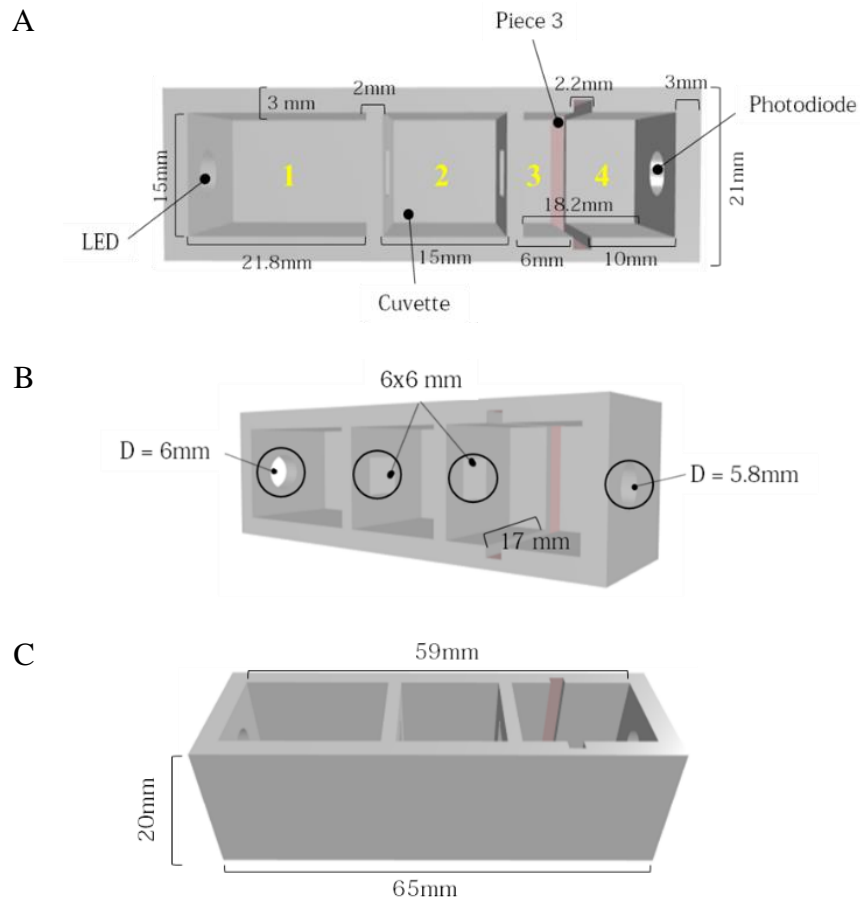 A
Piece 3
2mm
2.2mm
3mm
3 mm
Photodiode
15mm
1
2
3
4
21mm
18.2mm
LED
21.8mm
15mm
6mm
10mm
Cuvette
B
6x6 mm
D = 6mm
D = 5.8mm
17 mm
C
59mm
20mm
65mm